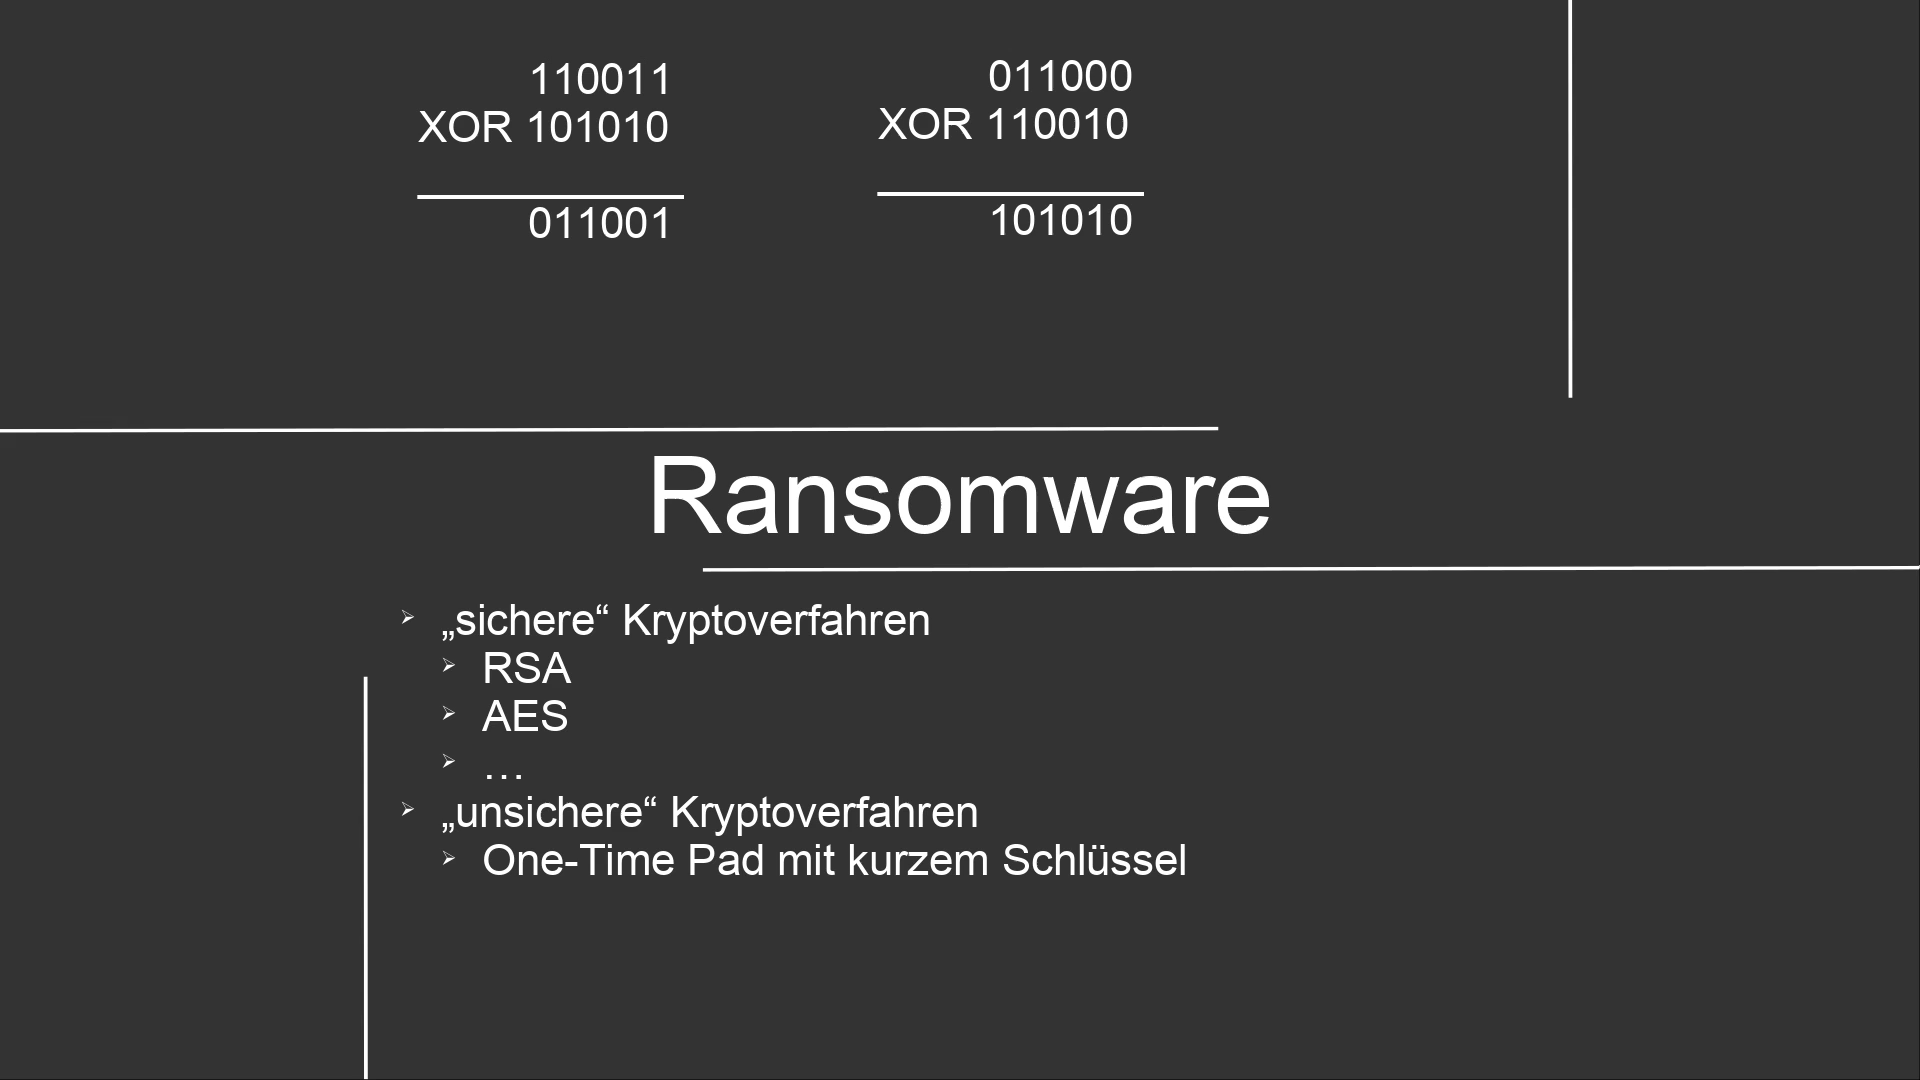 110011
XOR 101010
011001
011000
XOR 110010
101010
Ransomware
„sichere“ Kryptoverfahren
RSA
AES
…
„unsichere“ Kryptoverfahren
One-Time Pad mit kurzem Schlüssel